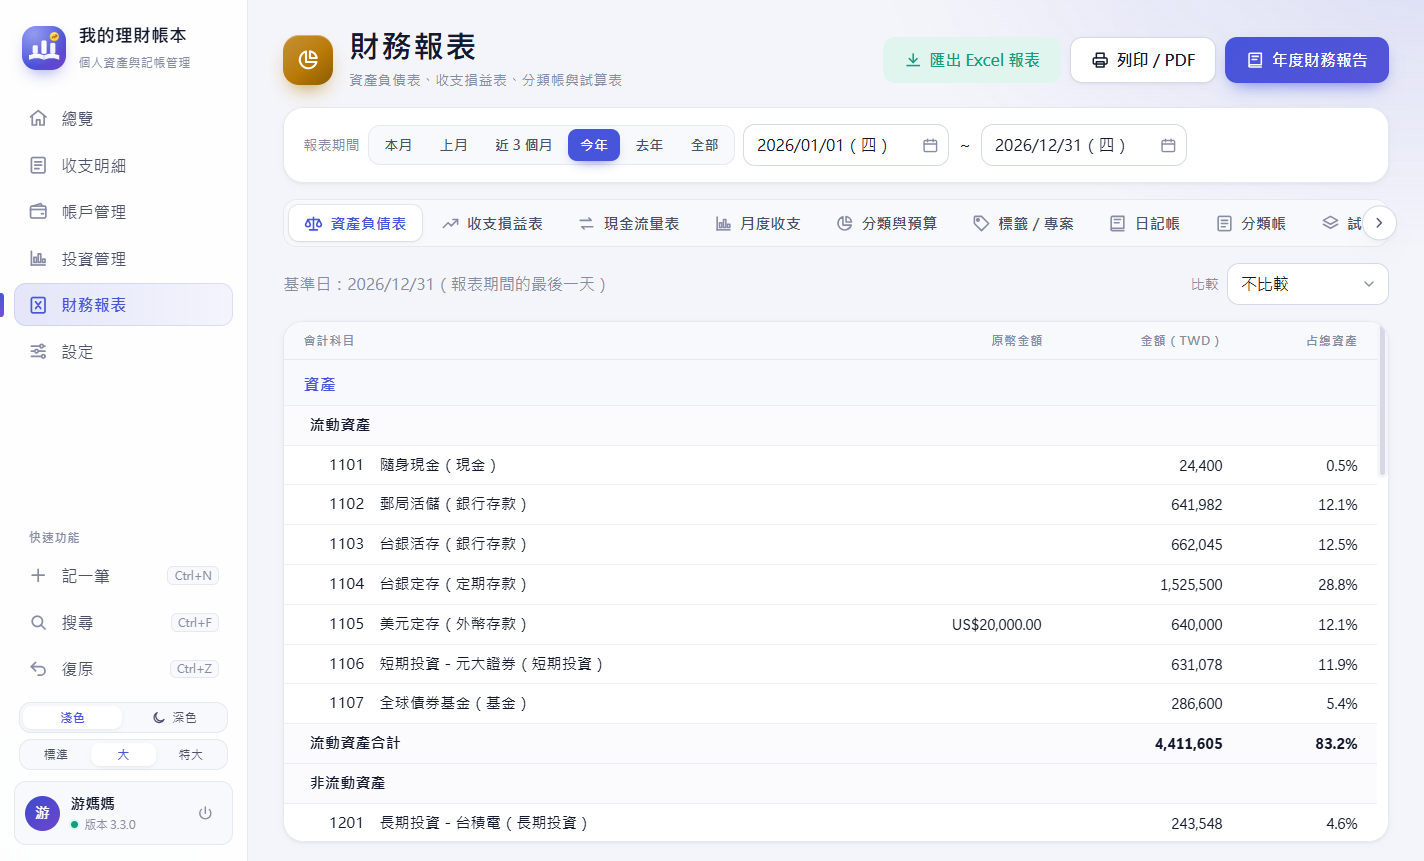 我的理財帳本
個人資產與記帳管理
總覽
收支明細
帳戶管理
投資管理
財務報表
設定
快速功能
記一筆 Ctrl+N
搜尋 Ctrl+F
復原 Ctrl+Z
淺色 深色
標準 大 特大
游 游媽媽
版本 3.3.0
財務報表
資產負債表、收支損益表、分類帳與試算表
匯出 Excel 報表 列印 / PDF 年度財務報告
報表期間 本月 上月 近 3 個月 今年 去年 全部 2026/01/01（四） ~ 2026/12/31（四）
資產負債表 收支損益表 現金流量表 月度收支 分類與預算 標籤 / 專案 日記帳 分類帳 試
基準日：2026/12/31（報表期間的最後一天） 比較 不比較
會計科目 原幣金額 金額（TWD） 占總資產
資產
流動資產
1101 隨身現金（現金） 24,400 0.5%
1102 郵局活儲（銀行存款） 641,982 12.1%
1103 台銀活存（銀行存款） 662,045 12.5%
1104 台銀定存（定期存款） 1,525,500 28.8%
1105 美元定存（外幣存款） US$20,000.00 640,000 12.1%
1106 短期投資 - 元大證券（短期投資） 631,078 11.9%
1107 全球債券基金（基金） 286,600 5.4%
流動資產合計 4,411,605 83.2%
非流動資產
1201 長期投資 - 台積電（長期投資） 243,548 4.6%